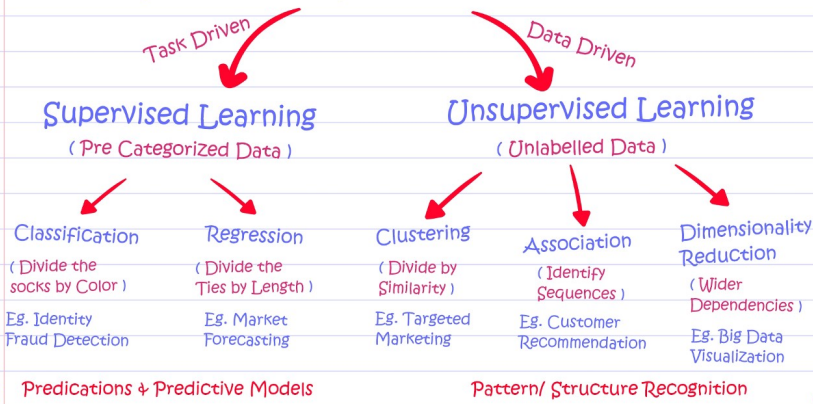 Task Driven
Data Driven
Supervised Learning
( Pre Categorized Data )
Unsupervised Learning
( Unlabelled Data )
Classification
( Divide the
socks by Color )
Eg. Identity
Fraud Detection
Regression
( Divide the
Ties by Length )
Eg. Market
Forecasting
Clustering
( Divide by
Similarity )
Eg. Targeted
Marketing
Association
( Identify
Sequences )
Eg. Customer
Recommendation
Dimensionality
Reduction
( Wider
Dependencies )
Eg. Big Data
Visualization
Predications & Predictive Models
Pattern/ Structure Recognition